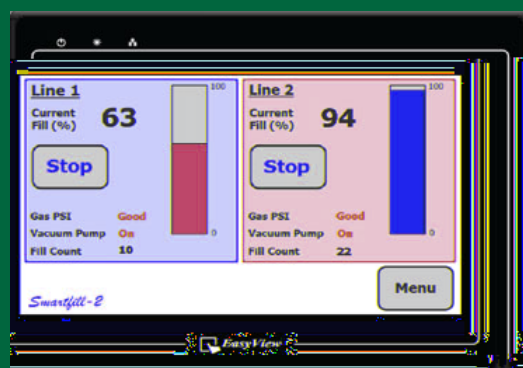 Line 1
Current Fill (%) 63
100
Stop
0
Gas PSI Good
Vacuum Pump On
Fill Count 10
Line 2
Current Fill (%) 94
100
Stop
0
Gas PSI Good
Vacuum Pump On
Fill Count 22
Smartfill-2
Menu
EasyView